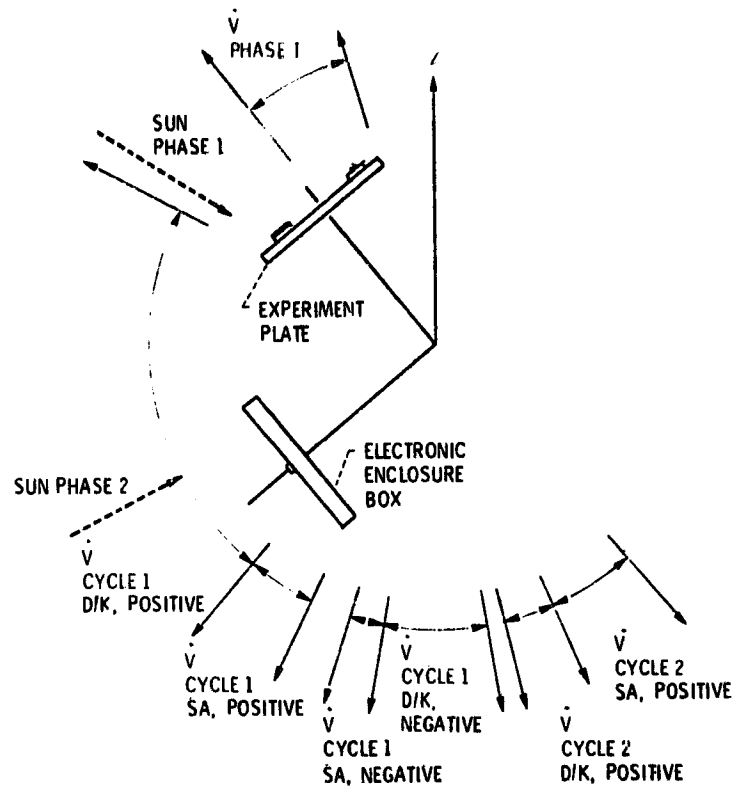 V̇
PHASE 1
SUN
PHASE 1
EXPERIMENT
PLATE
ELECTRONIC
ENCLOSURE
BOX
SUN PHASE 2
V̇
CYCLE 1
D/K, POSITIVE
V̇
CYCLE 1
SA, POSITIVE
V̇
CYCLE 1
SA, NEGATIVE
V̇
CYCLE 1
D/K,
NEGATIVE
V̇
CYCLE 2
D/K, POSITIVE
V̇
CYCLE 2
SA, POSITIVE